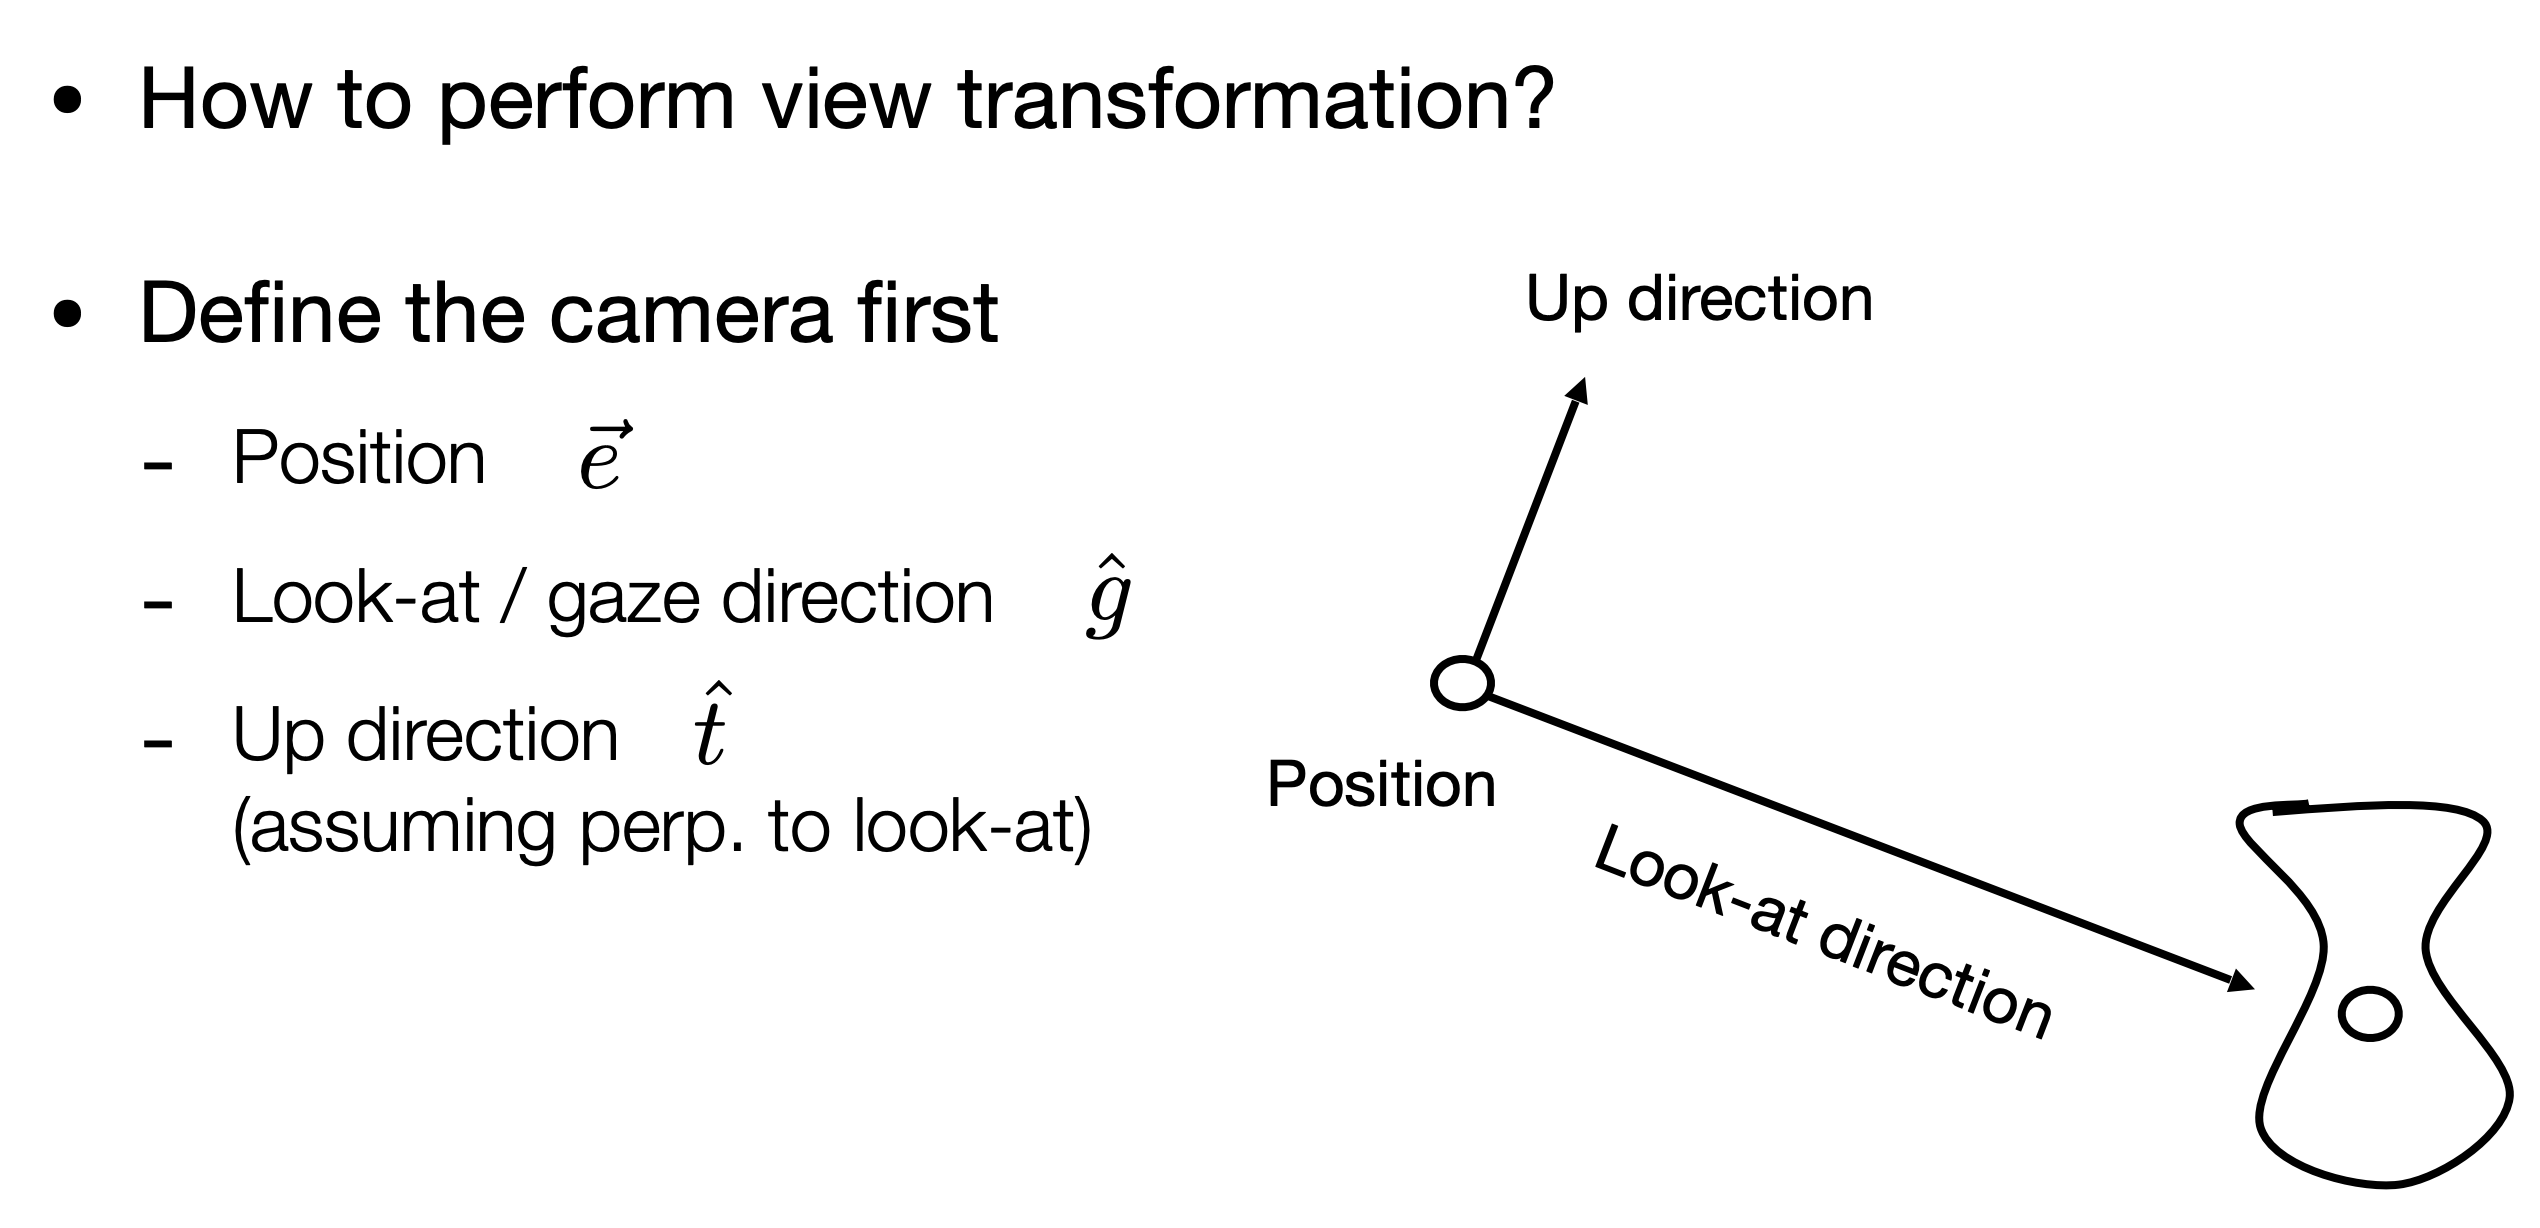 • How to perform view transformation?
• Define the camera first
- Position $\vec{e}$
- Look-at / gaze direction $\hat{g}$
- Up direction $\hat{t}$
(assuming perp. to look-at)
Up direction
Position
Look-at direction